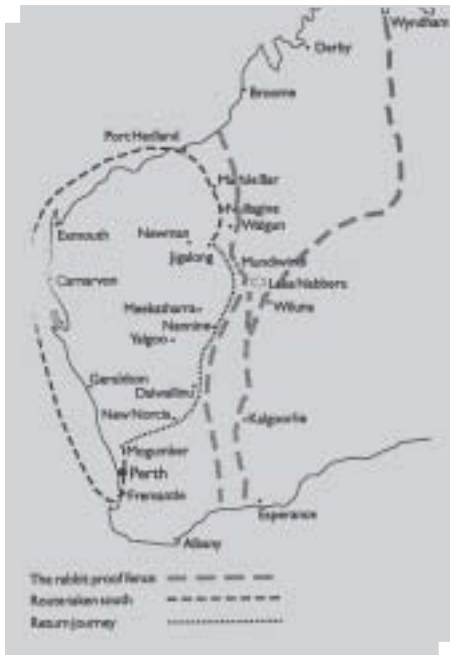 Wyndham
Derby
Broome
Port Hedland
Marble Bar
Nullagine
Walgun
Exmouth
Newman
Jigalong
Mundiwindi
Carnarvon
Lake Nabberu
Wiluna
Meekatharra
Nannine
Yalgoo
Geraldton
Dalwallinu
New Norcia
Kalgoorlie
Mogumber
Perth
Fremantle
Esperance
Albany
The rabbit proof fence
Route taken south
Return journey